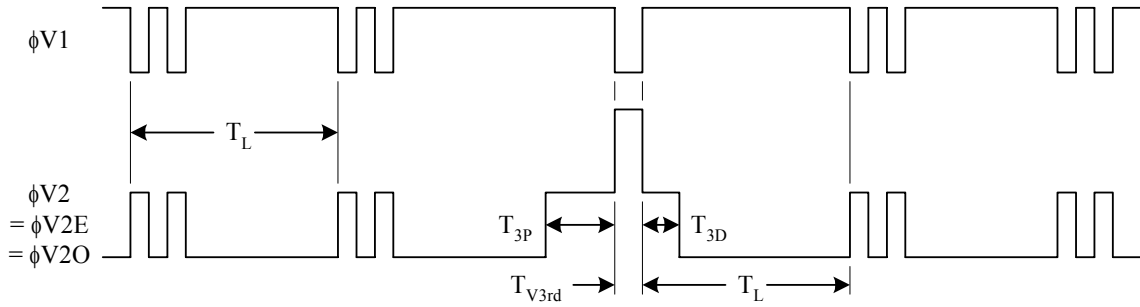 ϕV1
T_L
ϕV2
= ϕV2E
= ϕV2O
T_3P
T_3D
T_V3rd
T_L